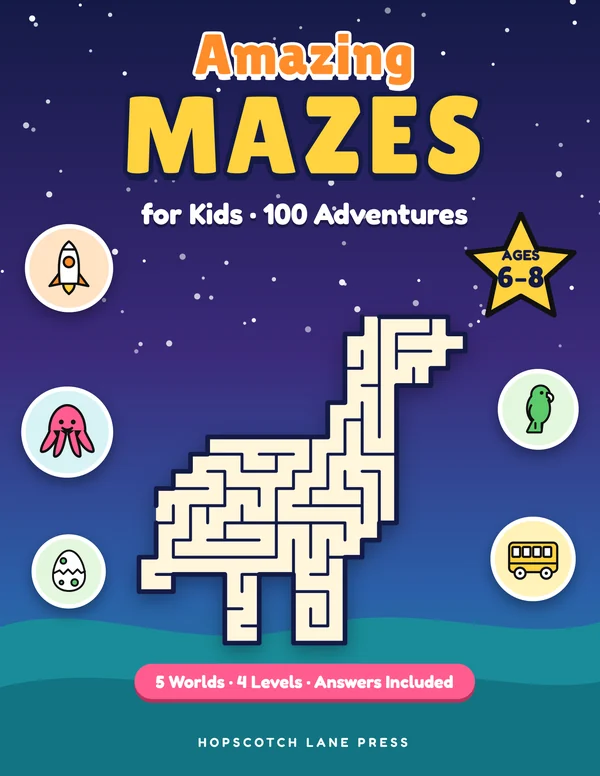 Amazing
MAZES
for Kids · 100 Adventures
AGES
6–8
5 Worlds · 4 Levels · Answers Included
HOPSCOTCH LANE PRESS